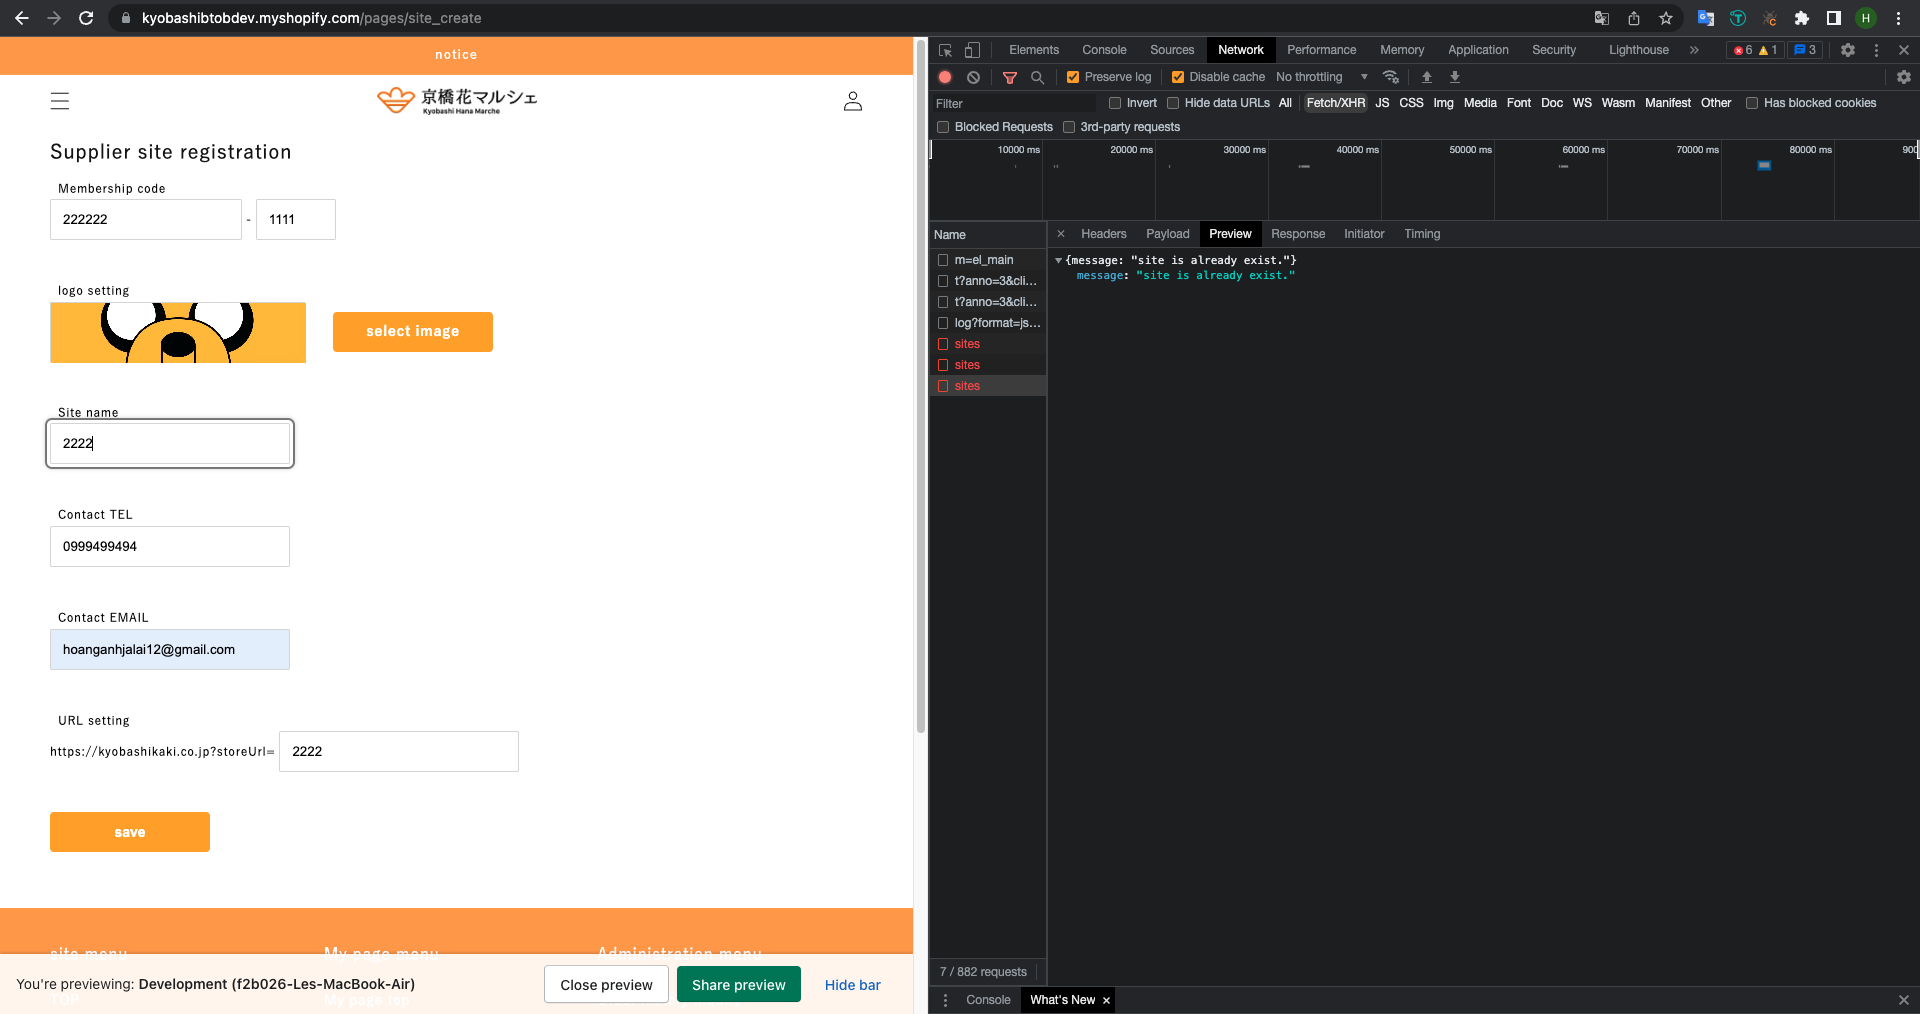 kyobashibtobdev.myshopify.com/pages/site_create
H
notice
京橋花マルシェ
Kyobashi Hana Marche
Supplier site registration
Membership code
222222 - 1111
logo setting
select image
Site name
2222
Contact TEL
0999499494
Contact EMAIL
hoanganhjalai12@gmail.com
URL setting
https://kyobashikaki.co.jp?storeUrl= 2222
save
site menu My page menu Administration menu
TOP My page top
You're previewing: Development (f2b026-Les-MacBook-Air) Close preview Share preview Hide bar
Elements Console Sources Network Performance Memory Application Security Lighthouse » 6 1 3
Preserve log Disable cache No throttling
Filter Invert Hide data URLs All Fetch/XHR JS CSS Img Media Font Doc WS Wasm Manifest Other Has blocked cookies
Blocked Requests 3rd-party requests
10000 ms 20000 ms 30000 ms 40000 ms 50000 ms 60000 ms 70000 ms 80000 ms 900
Name × Headers Payload Preview Response Initiator Timing
m=el_main
t?anno=3&cli...
t?anno=3&cli...
log?format=js...
sites
sites
sites
{message: "site is already exist."}
message: "site is already exist."
7 / 882 requests
Console What's New ×